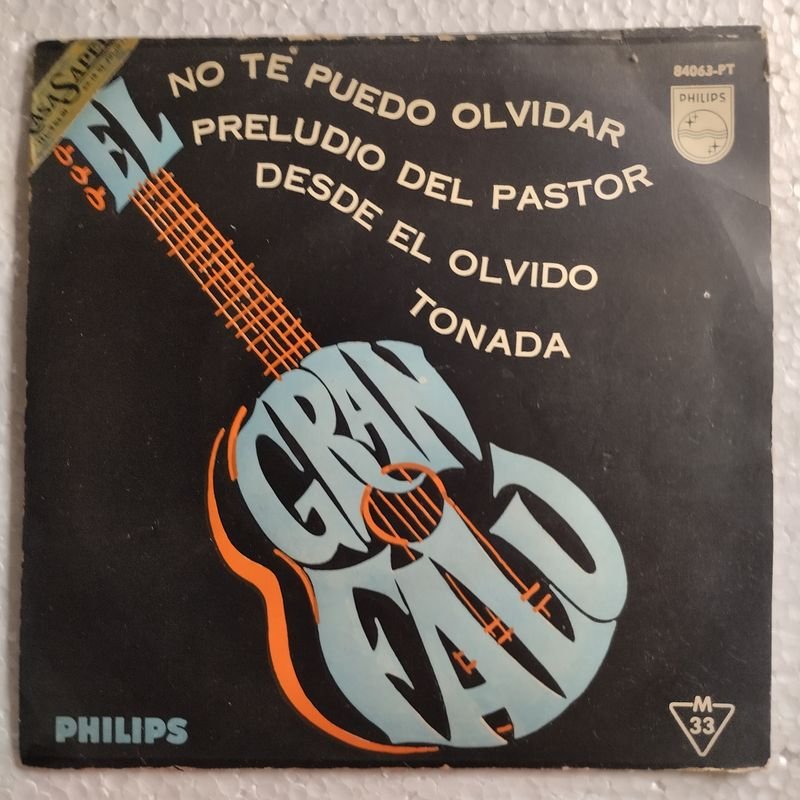 NO TE PUEDO OLVIDAR
PRELUDIO DEL PASTOR
DESDE EL OLVIDO
TONADA
84063-PT
PHILIPS
EL
GRAN
FALU
PHILIPS
M
33